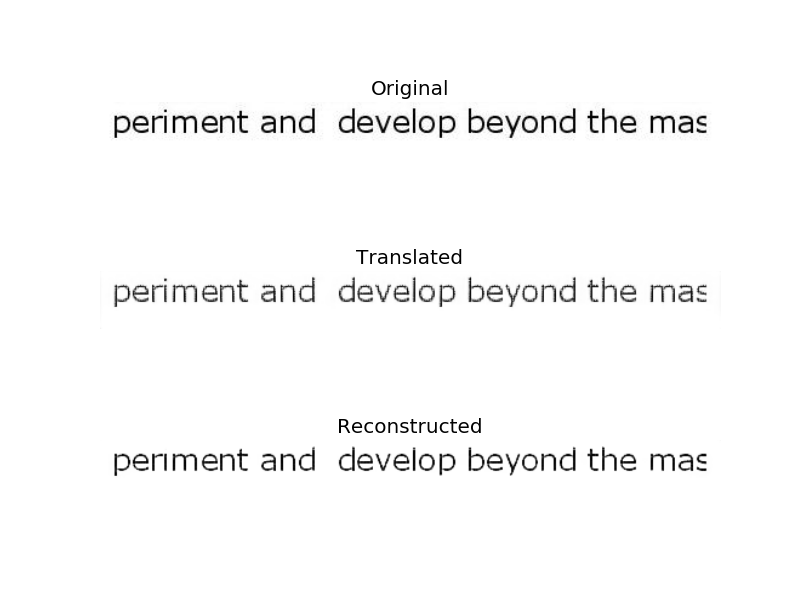 Original
periment and develop beyond the mas
Translated
periment and develop beyond the mas
Reconstructed
perıment and develop beyond the mas